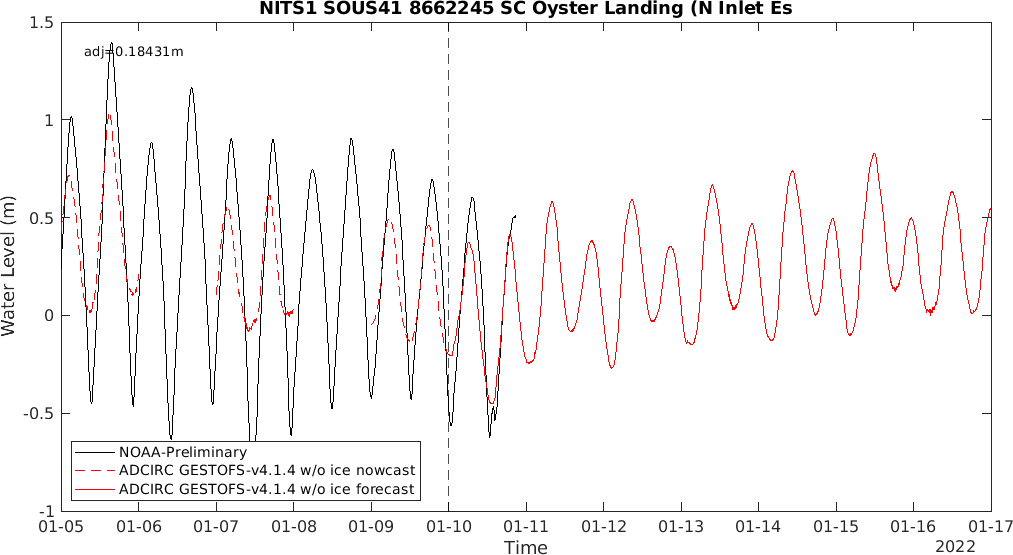 NITS1 SOUS41 8662245 SC Oyster Landing (N Inlet Es
adj=0.18431m
Water Level (m)
1.5
1
0.5
0
-0.5
-1
NOAA-Preliminary
ADCIRC GESTOFS-v4.1.4 w/o ice nowcast
ADCIRC GESTOFS-v4.1.4 w/o ice forecast
01-05 01-06 01-07 01-08 01-09 01-10 01-11 01-12 01-13 01-14 01-15 01-16 01-17
Time
2022